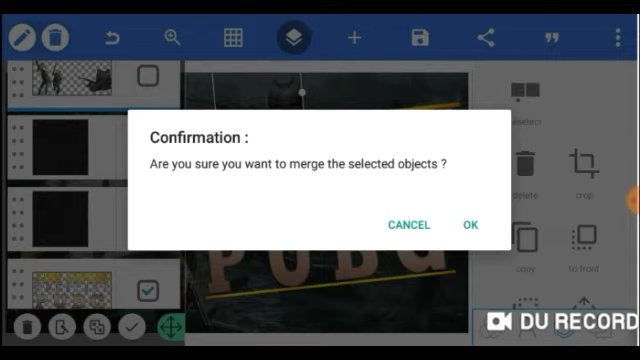 Confirmation :
Are you sure you want to merge the selected objects ?
CANCEL
OK
delete
crop
copy
to front
PUBG
DU RECORD